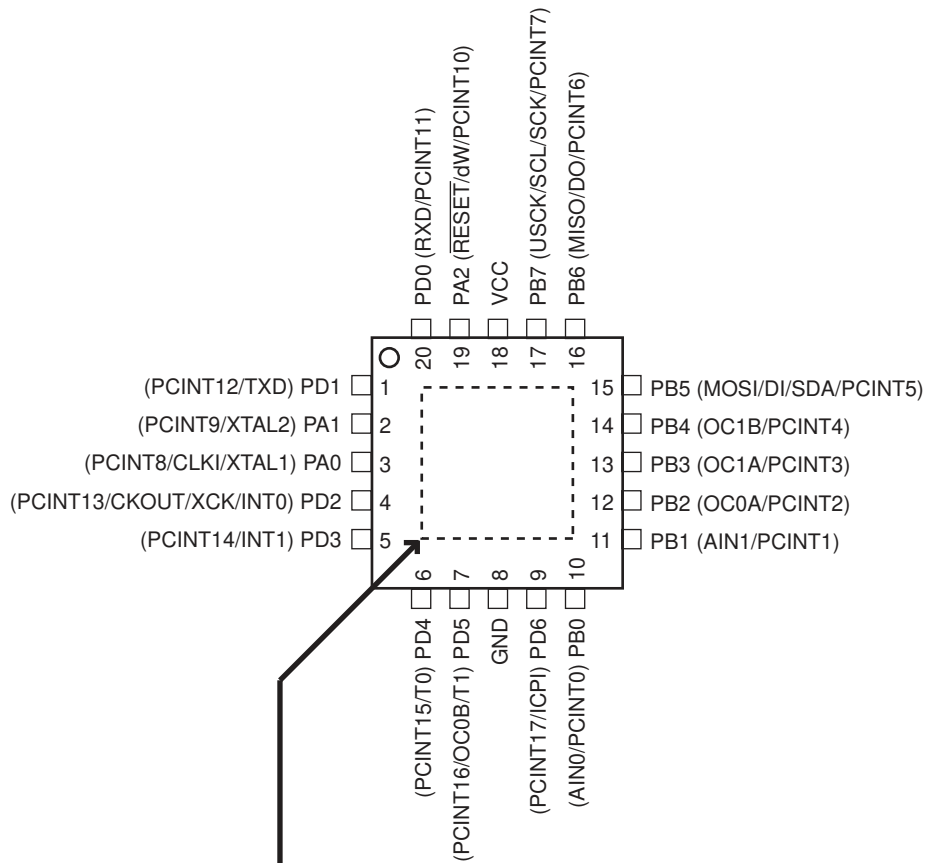 PD0 (RXD/PCINT11)
PA2 (RESET/dW/PCINT10)
VCC
PB7 (USCK/SCL/SCK/PCINT7)
PB6 (MISO/DO/PCINT6)
20
19
18
17
16
(PCINT12/TXD) PD1
1
(PCINT9/XTAL2) PA1
2
(PCINT8/CLKI/XTAL1) PA0
3
(PCINT13/CKOUT/XCK/INT0) PD2
4
(PCINT14/INT1) PD3
5
15
PB5 (MOSI/DI/SDA/PCINT5)
14
PB4 (OC1B/PCINT4)
13
PB3 (OC1A/PCINT3)
12
PB2 (OC0A/PCINT2)
11
PB1 (AIN1/PCINT1)
6
7
8
9
10
(PCINT15/T0) PD4
(PCINT16/OC0B/T1) PD5
GND
(PCINT17/ICPI) PD6
(AIN0/PCINT0) PB0